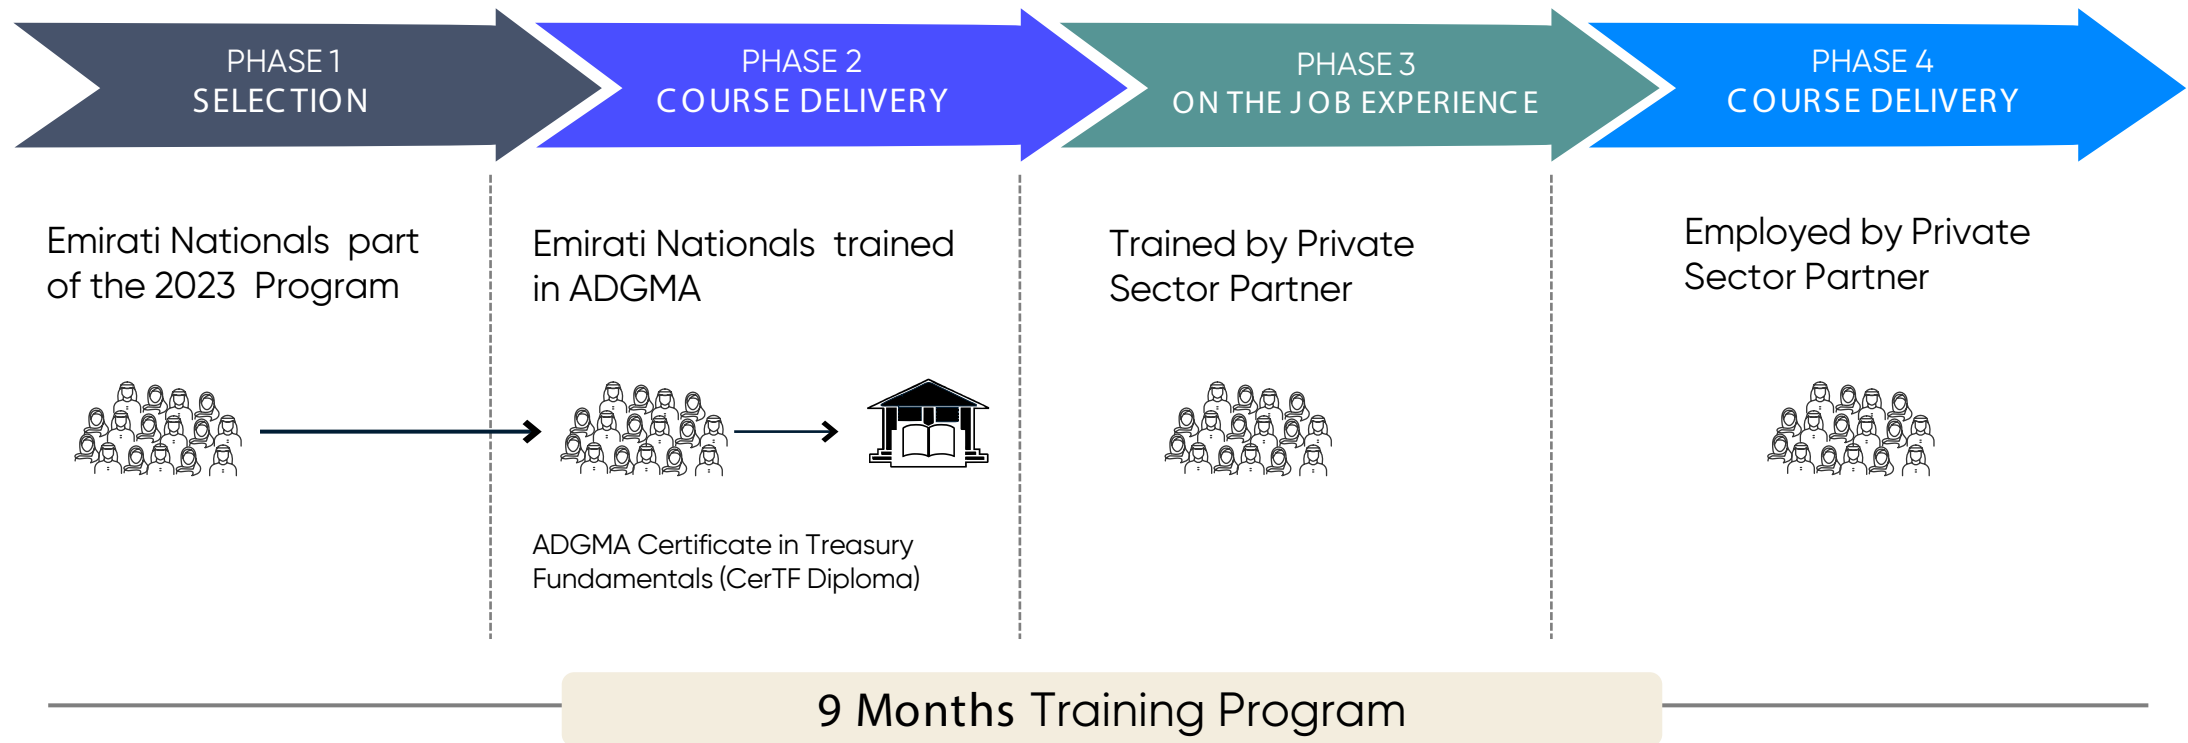 PHASE 1
SELECTION
PHASE 2
COURSE DELIVERY
PHASE 3
ON THE JOB EXPERIENCE
PHASE 4
COURSE DELIVERY
Emirati Nationals part
of the 2023 Program
Emirati Nationals trained
in ADGMA
Trained by Private
Sector Partner
Employed by Private
Sector Partner
ADGMA Certificate in Treasury
Fundamentals (CerTF Diploma)
9 Months Training Program